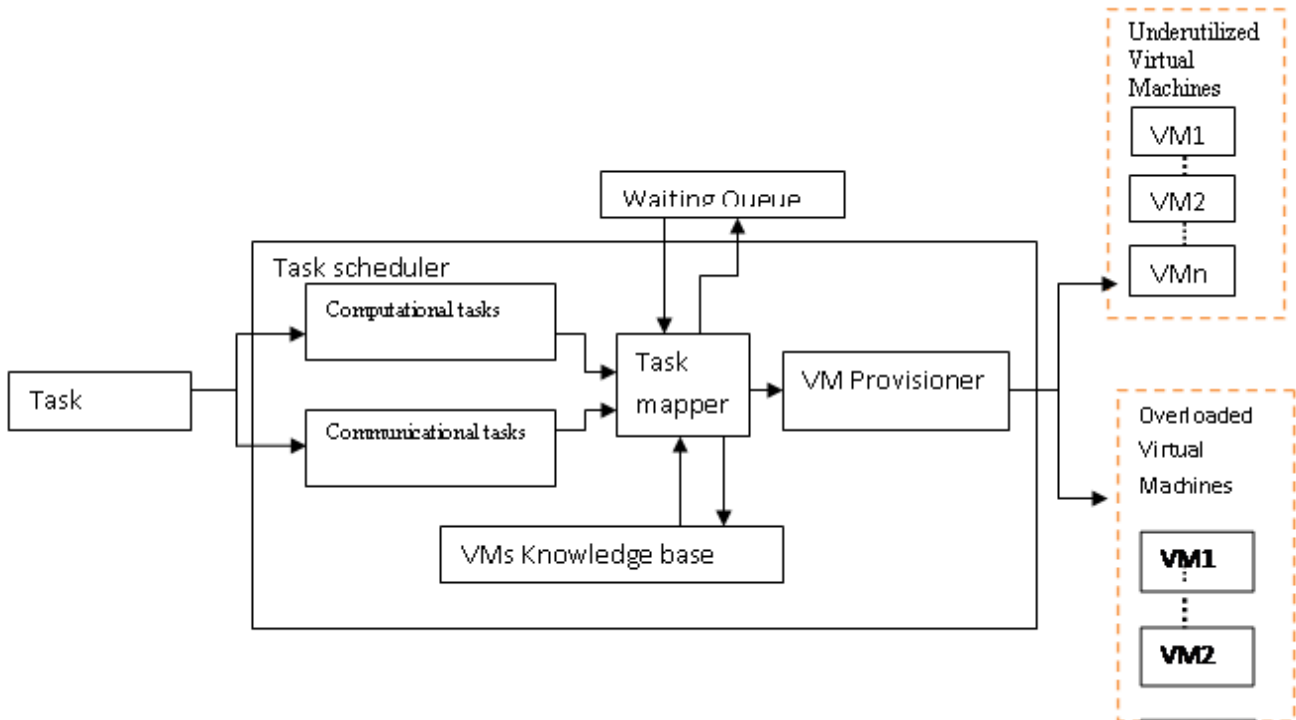 Underutilized
Virtual
Machines
VM1
VM2
VMn
Waiting Queue
Task scheduler
Computational tasks
Task
Communicational tasks
Task
mapper
VM Provisioner
VMs Knowledge base
Overloaded
Virtual
Machines
VM1
VM2